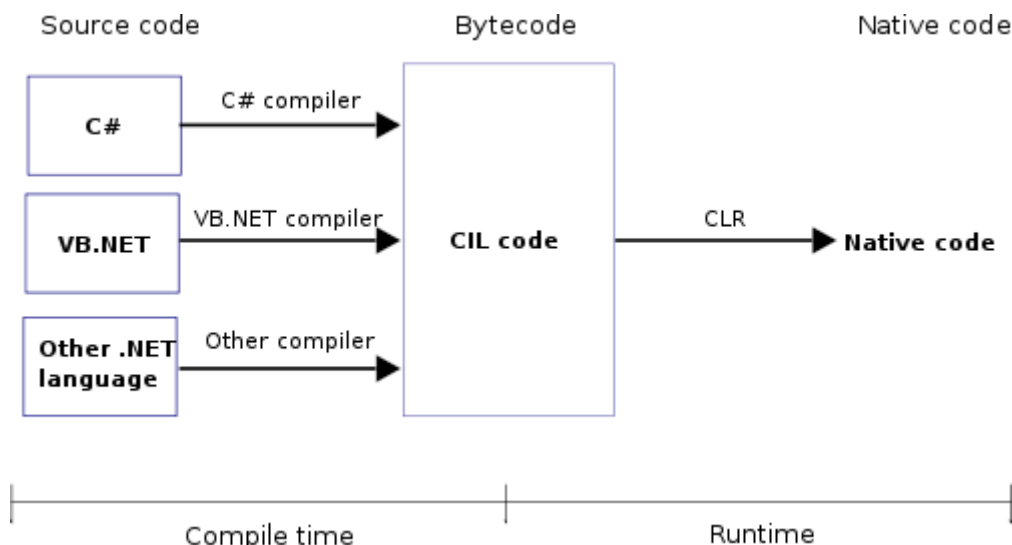 Source code
Bytecode
Native code
C# compiler
C#
VB.NET compiler
VB.NET
CIL code
CLR
Native code
Other compiler
Other .NET
language
Compile time
Runtime